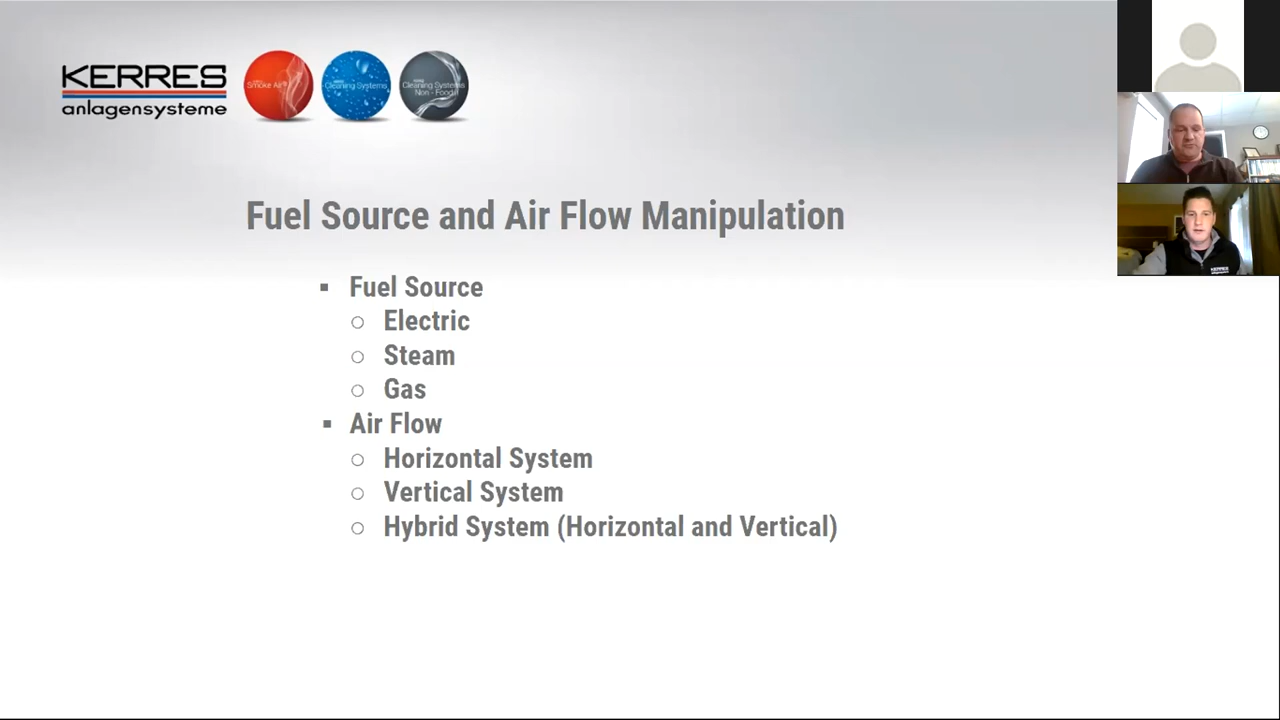 KERRES
anlagensysteme
Smoke Air®
Cleaning Systems
Cleaning Systems
Non - Food
Fuel Source and Air Flow Manipulation
▪ Fuel Source
○ Electric
○ Steam
○ Gas
▪ Air Flow
○ Horizontal System
○ Vertical System
○ Hybrid System (Horizontal and Vertical)
KERRES